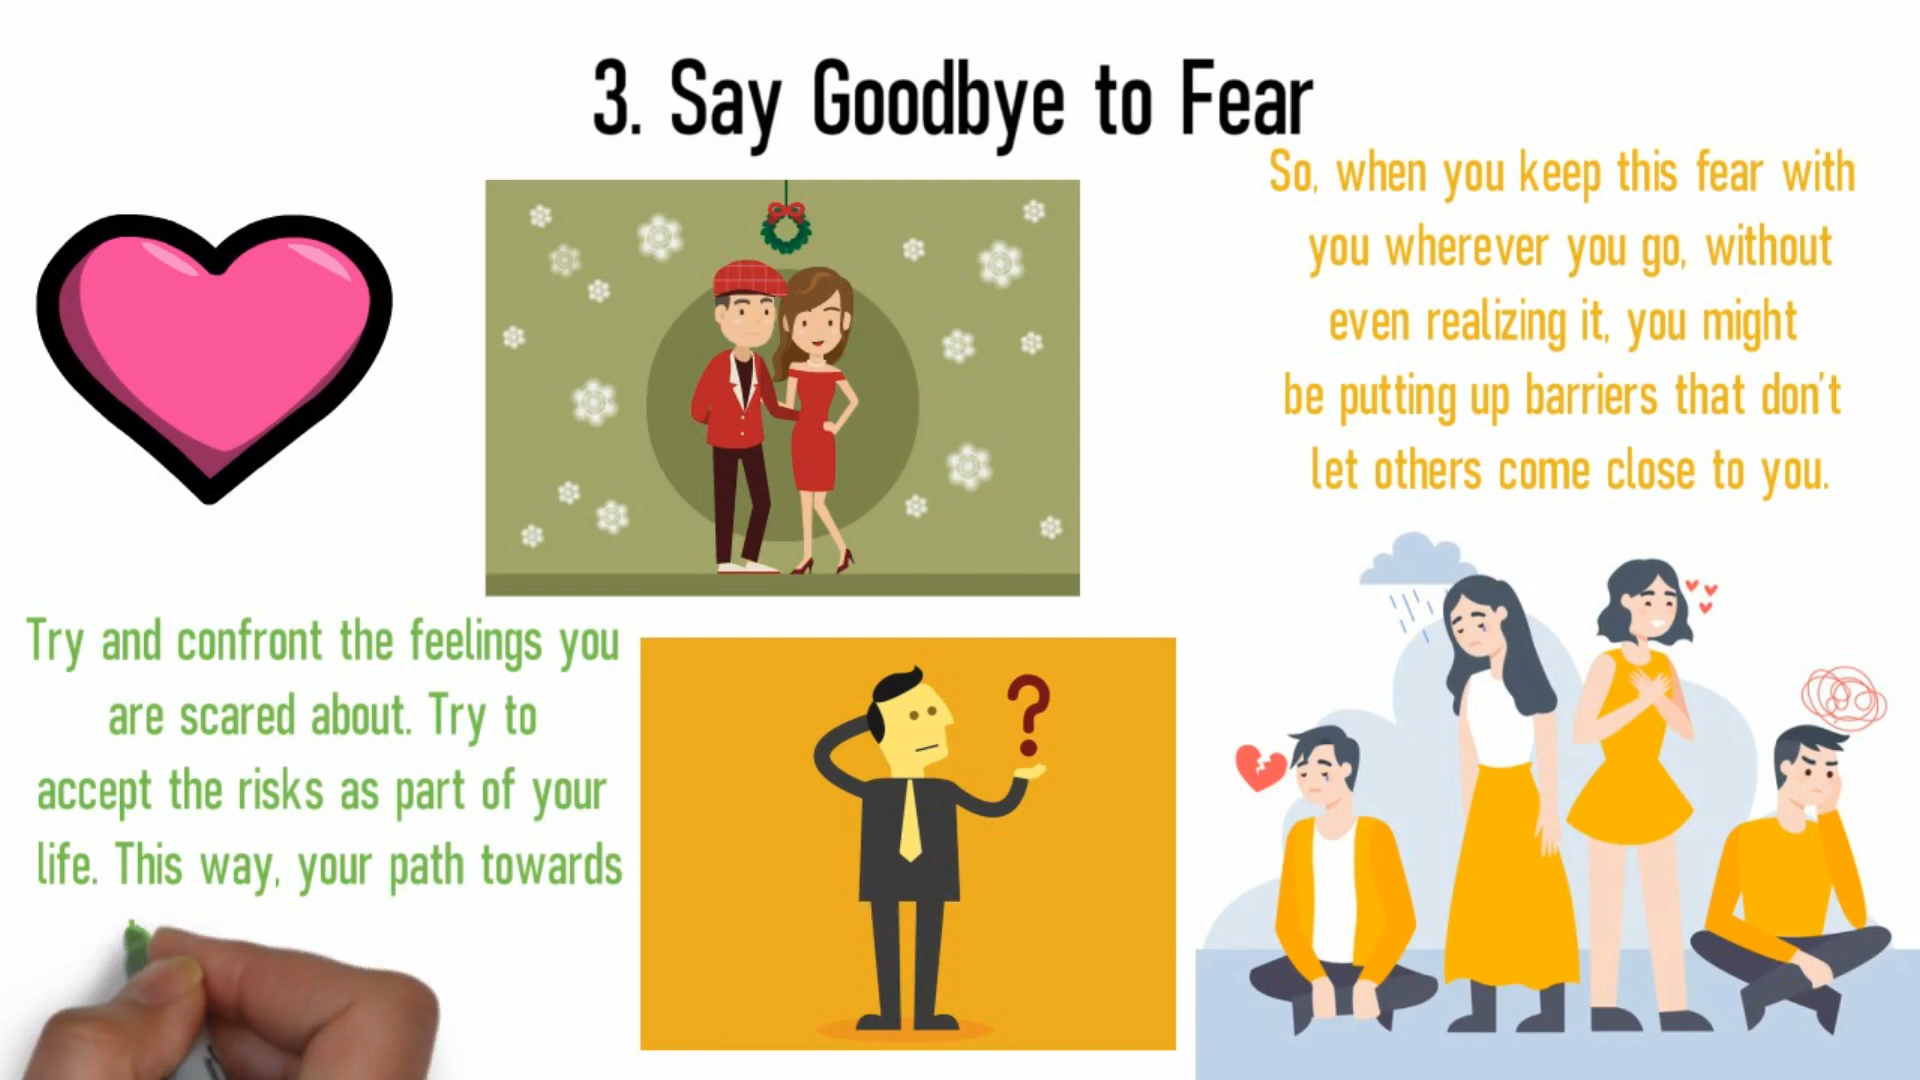 3. Say Goodbye to Fear
So, when you keep this fear with
you wherever you go, without
even realizing it, you might
be putting up barriers that don't
let others come close to you.
Try and confront the feelings you
are scared about. Try to
accept the risks as part of your
life. This way, your path towards
?